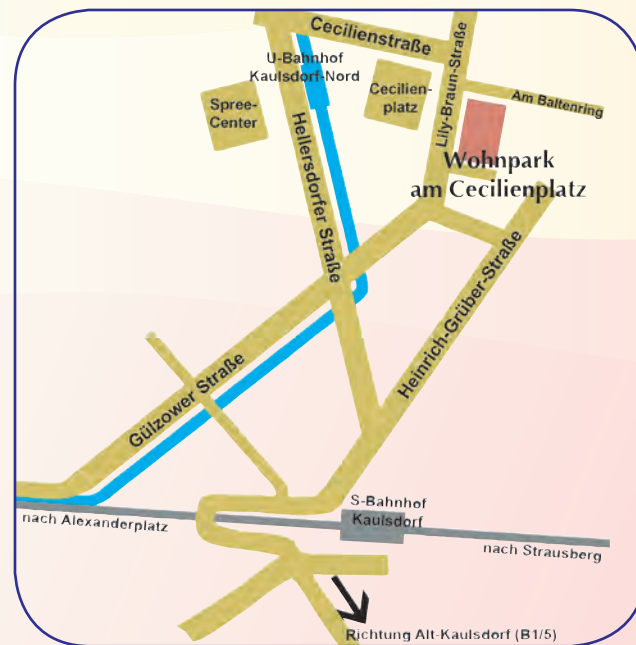 Cecilienstraße
U-Bahnhof
Kaulsdorf-Nord
Spree-
Center
Cecilien-
platz
Lily-Braun-Straße
Am Baltenring
Hellersdorfer Straße
Wohnpark
am Cecilienplatz
Heinrich-Grüber-Straße
Gülzower Straße
S-Bahnhof
Kaulsdorf
nach Alexanderplatz
nach Strausberg
Richtung Alt-Kaulsdorf (B1/5)